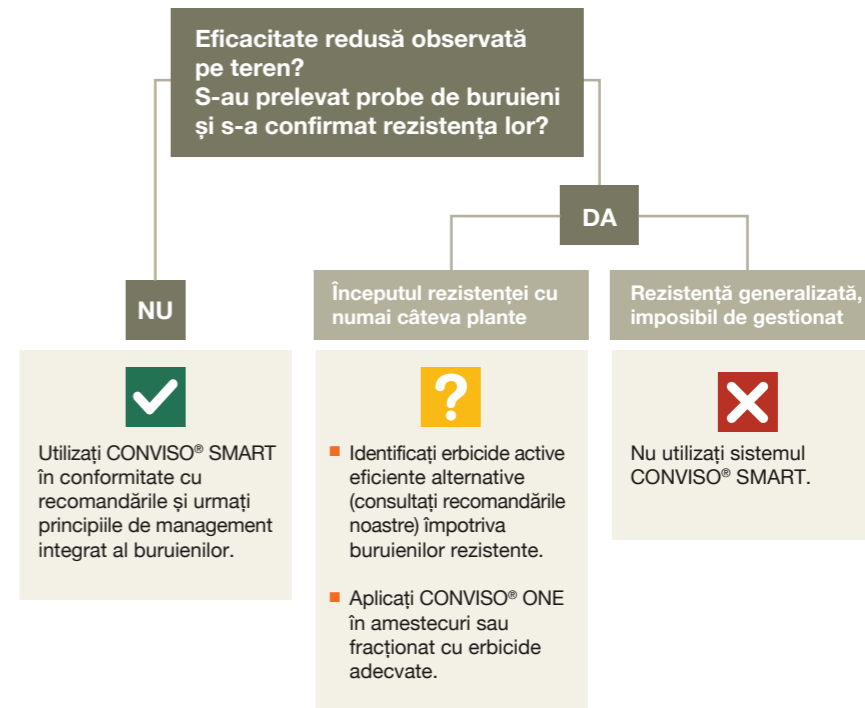 Eficacitate redusă observată
pe teren?
S-au prelevat probe de buruieni
și s-a confirmat rezistența lor?
DA
NU
Începutul rezistenței cu
numai câteva plante
Rezistență generalizată,
imposibil de gestionat
Utilizați CONVISO® SMART
în conformitate cu
recomandările și urmați
principiile de management
integrat al buruienilor.
Identificați erbicide active
eficiente alternative
(consultați recomandările
noastre) împotriva
buruienilor rezistente.
Aplicați CONVISO® ONE
în amestecuri sau
fracționat cu erbicide
adecvate.
Nu utilizați sistemul
CONVISO® SMART.